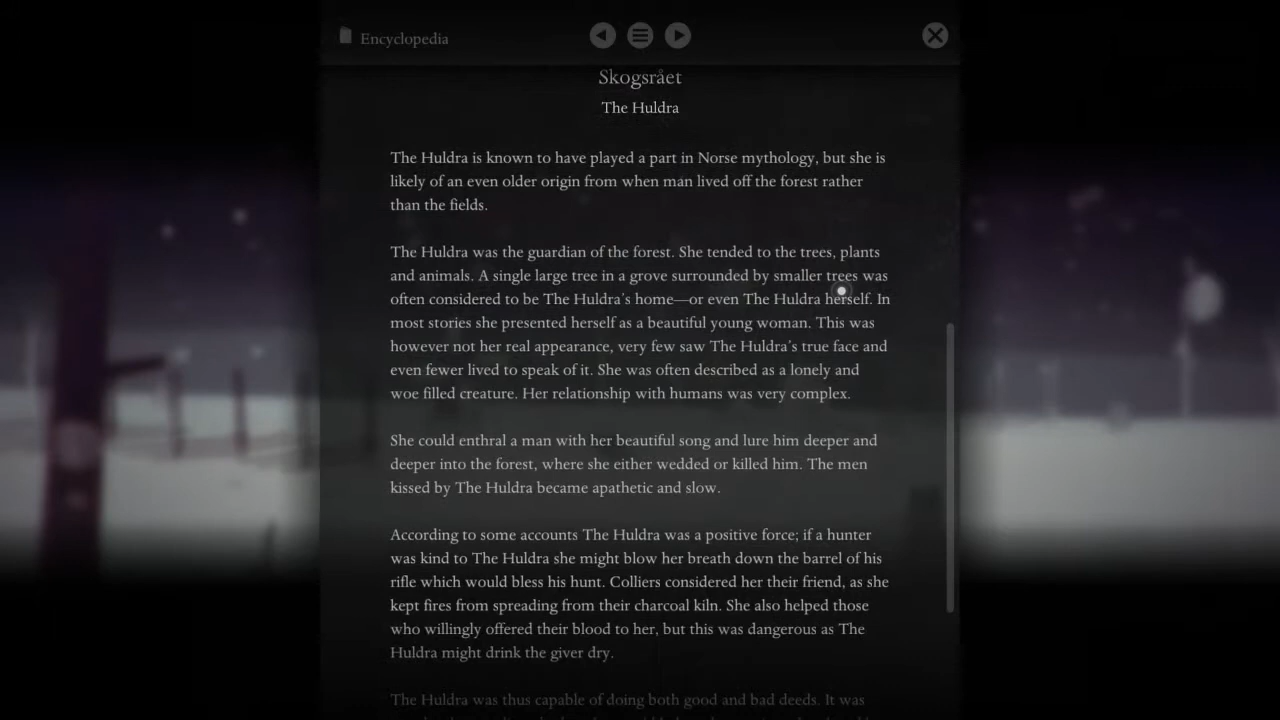 Encyclopedia
Skogsrået
The Huldra
The Huldra is known to have played a part in Norse mythology, but she is
likely of an even older origin from when man lived off the forest rather
than the fields.
The Huldra was the guardian of the forest. She tended to the trees, plants
and animals. A single large tree in a grove surrounded by smaller trees was
often considered to be The Huldra's home—or even The Huldra herself. In
most stories she presented herself as a beautiful young woman. This was
however not her real appearance, very few saw The Huldra's true face and
even fewer lived to speak of it. She was often described as a lonely and
woe filled creature. Her relationship with humans was very complex.
She could enthral a man with her beautiful song and lure him deeper and
deeper into the forest, where she either wedded or killed him. The men
kissed by The Huldra became apathetic and slow.
According to some accounts The Huldra was a positive force; if a hunter
was kind to The Huldra she might blow her breath down the barrel of his
rifle which would bless his hunt. Colliers considered her their friend, as she
kept fires from spreading from their charcoal kiln. She also helped those
who willingly offered their blood to her, but this was dangerous as The
Huldra might drink the giver dry.
The Huldra was thus capable of doing both good and bad deeds. It was